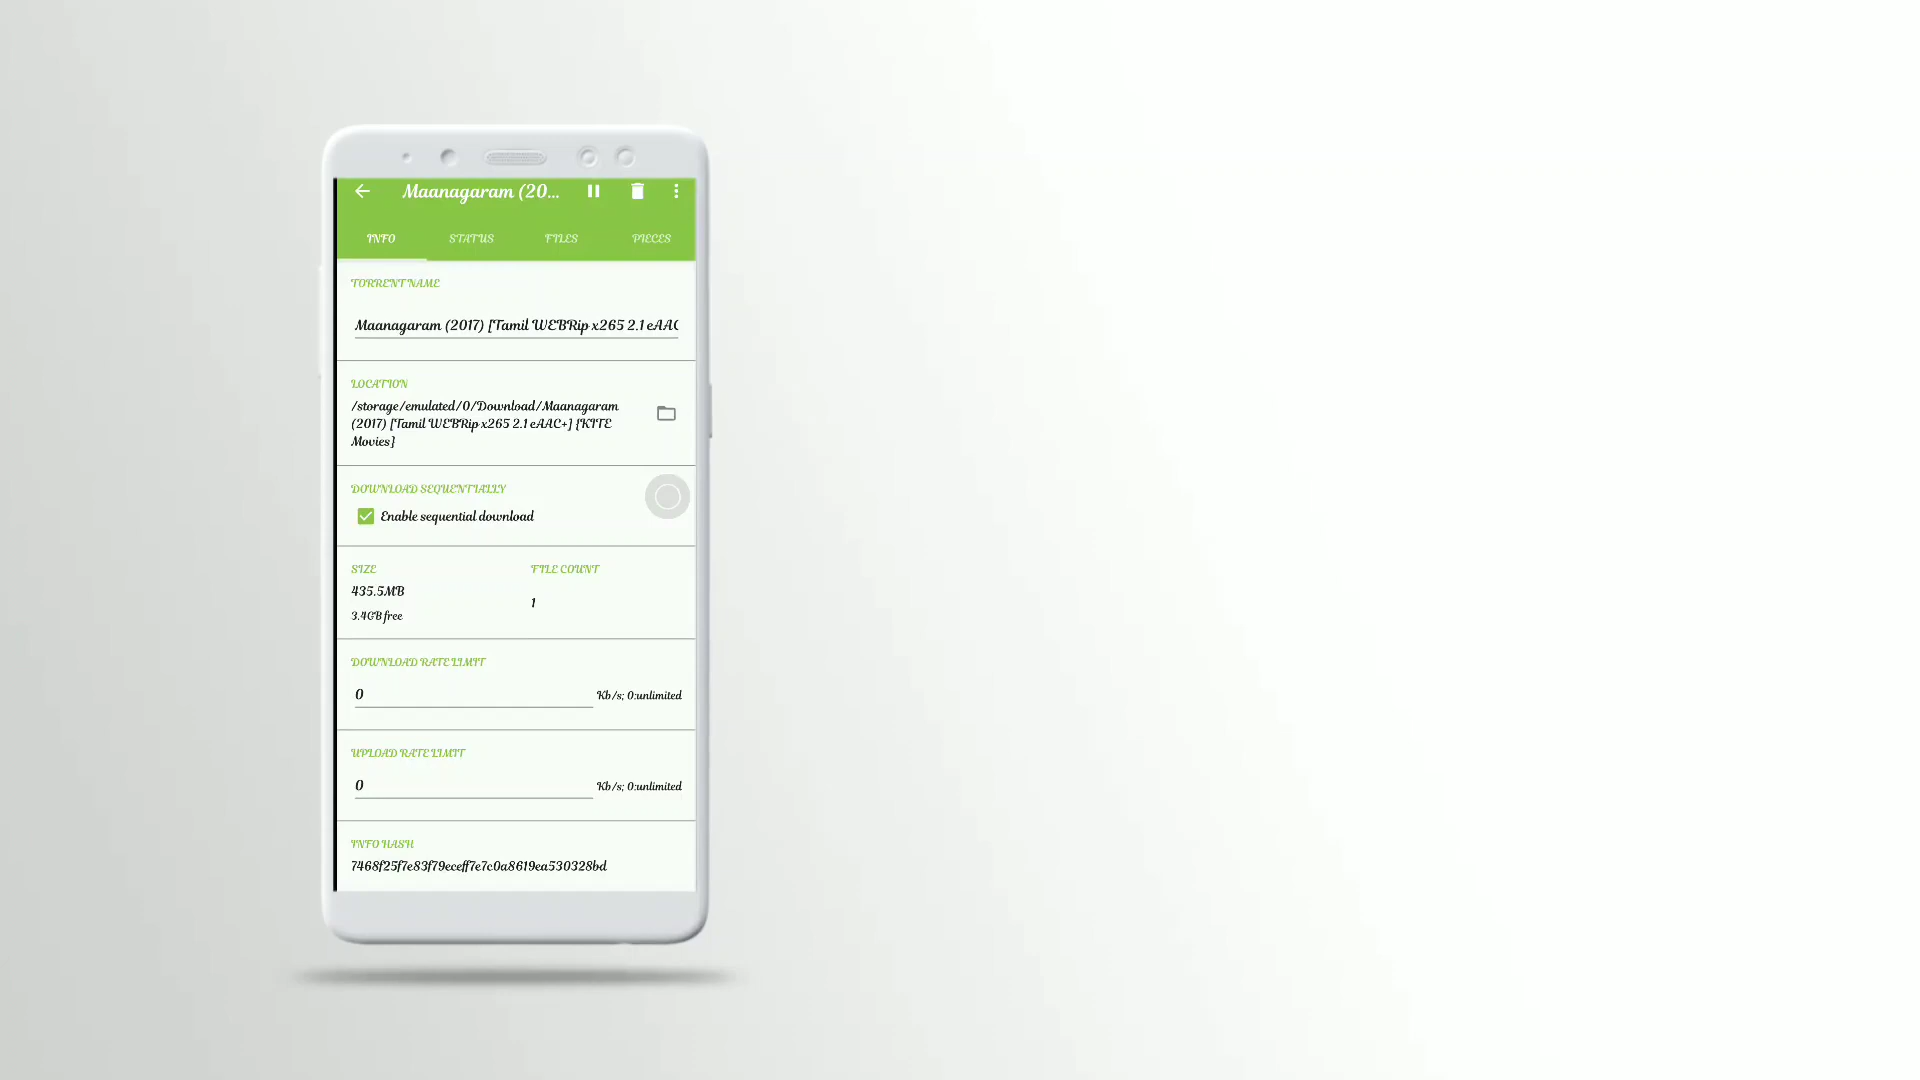 Maanagaram (20...
INFO STATUS FILES PIECES
TORRENT NAME
Maanagaram (2017) [Tamil WEBRip x265 2.1 eAAC
LOCATION
/storage/emulated/0/Download/Maanagaram
(2017) [Tamil WEBRip x265 2.1 eAAC+] {KITE
Movies}
DOWNLOAD SEQUENTIALLY
Enable sequential download
SIZE FILE COUNT
435.5MB
1
3.4GB free
DOWNLOAD RATE LIMIT
0 Kb/s; 0:unlimited
UPLOAD RATE LIMIT
0 Kb/s; 0:unlimited
INFO HASH
7468f25f7e83f79eceff7e7c0a8619ea530328bd